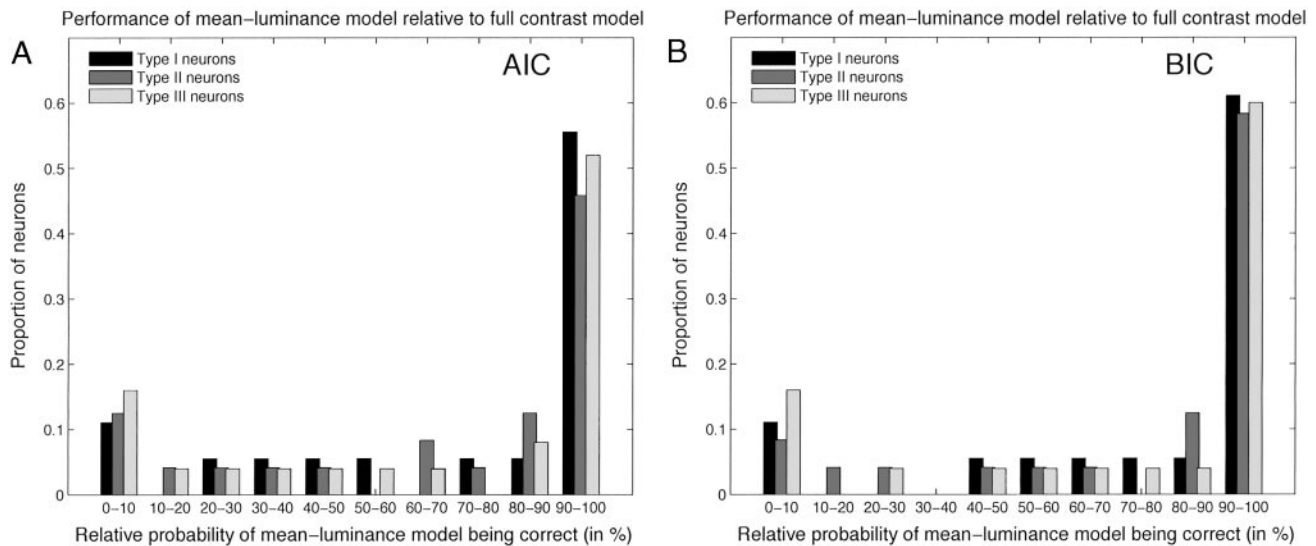 Performance of mean−luminance model relative to full contrast model
A
AIC
Type I neurons
Type II neurons
Type III neurons
Proportion of neurons
0.6
0.5
0.4
0.3
0.2
0.1
0
0−10 10−20 20−30 30−40 40−50 50−60 60−70 70−80 80−90 90−100
Relative probability of mean−luminance model being correct (in %)
Performance of mean−luminance model relative to full contrast model
B
BIC
Type I neurons
Type II neurons
Type III neurons
Proportion of neurons
0.6
0.5
0.4
0.3
0.2
0.1
0
0−10 10−20 20−30 30−40 40−50 50−60 60−70 70−80 80−90 90−100
Relative probability of mean−luminance model being correct (in %)